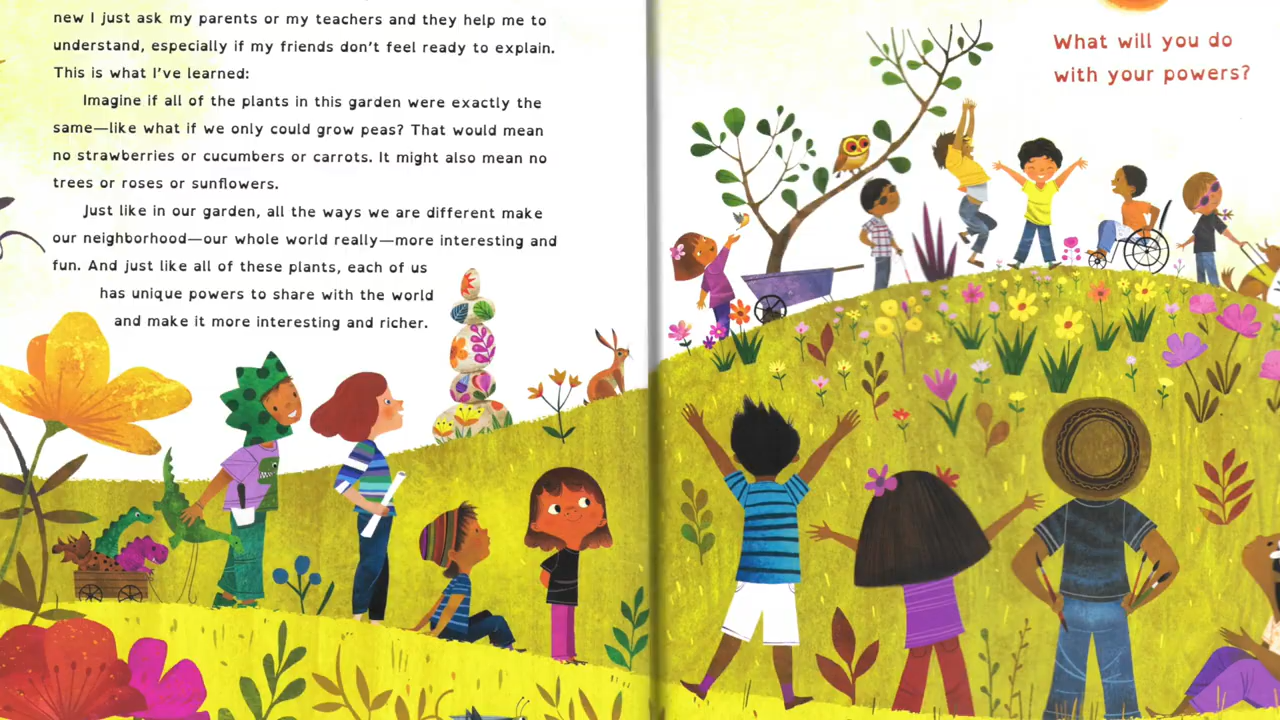 new I just ask my parents or my teachers and they help me to
understand, especially if my friends don't feel ready to explain.
This is what I've learned:
Imagine if all of the plants in this garden were exactly the
same—like what if we only could grow peas? That would mean
no strawberries or cucumbers or carrots. It might also mean no
trees or roses or sunflowers.
Just like in our garden, all the ways we are different make
our neighborhood—our whole world really—more interesting and
fun. And just like all of these plants, each of us
has unique powers to share with the world
and make it more interesting and richer.
What will you do
with your powers?